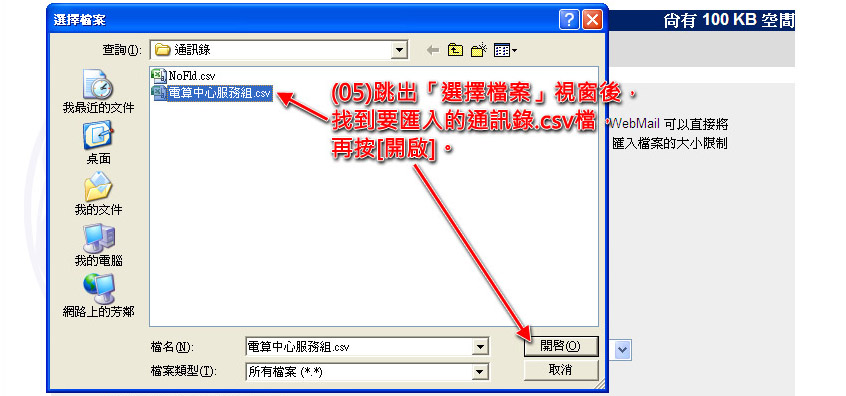 選擇檔案
尚有 100 KB 空間
查詢(I):
通訊錄
NoFld.csv
電算中心服務組.csv
我最近的文件
桌面
我的文件
我的電腦
網路上的芳鄰
(05)跳出「選擇檔案」視窗後，
找到要匯入的通訊錄.csv檔，
再按[開啟]。
WebMail 可以直接將
匯入檔案的大小限制
檔名(N):
電算中心服務組.csv
開啓(O)
檔案類型(T):
所有檔案 (*.*)
取消